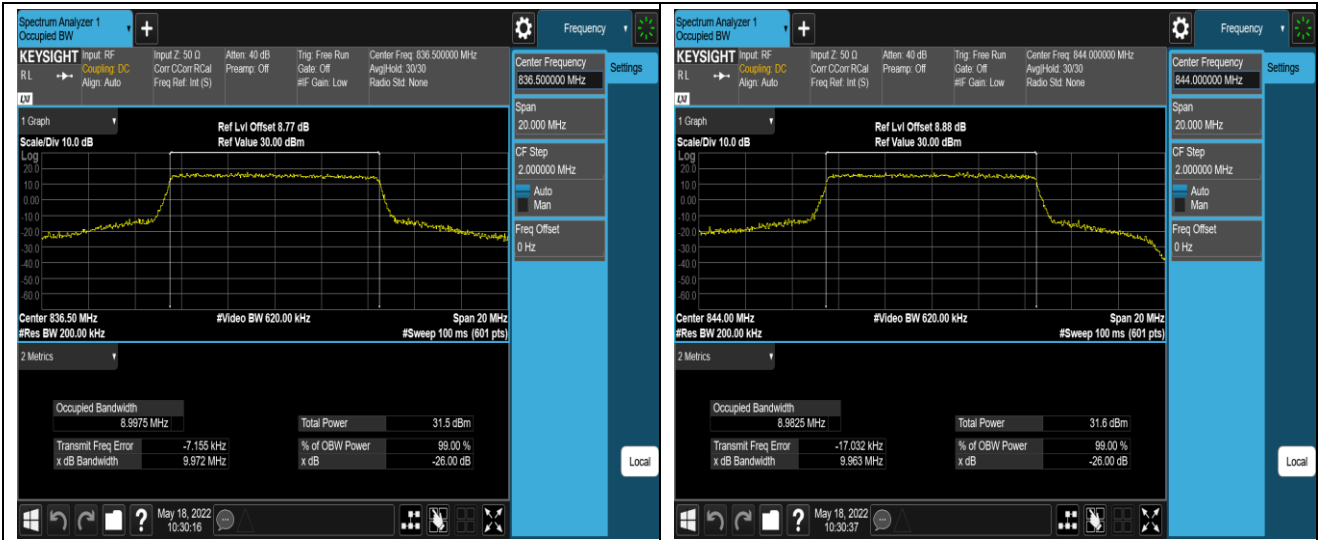 Spectrum Analyzer 1
Occupied BW
+
Frequency
KEYSIGHT Input: RF Input Z: 50 Ω Atten: 40 dB Trig: Free Run Center Freq: 836.500000 MHz
RL Coupling: DC Corr CCorr RCal Preamp: Off Gate: Off Avg|Hold: 30/30
Align: Auto Freq Ref: Int (S) #IF Gain: Low Radio Std: None
LXI
Center Frequency
836.500000 MHz
Settings
Span
20.000 MHz
CF Step
2.000000 MHz
Auto
Man
Freq Offset
0 Hz
Local
1 Graph
Ref Lvl Offset 8.77 dB
Scale/Div 10.0 dB Ref Value 30.00 dBm
Log
20.0
10.0
0.00
-10.0
-20.0
-30.0
-40.0
-50.0
-60.0
Center 836.50 MHz #Video BW 620.00 kHz Span 20 MHz
#Res BW 200.00 kHz #Sweep 100 ms (601 pts)
2 Metrics
Occupied Bandwidth
8.9975 MHz Total Power 31.5 dBm
Transmit Freq Error -7.155 kHz % of OBW Power 99.00 %
x dB Bandwidth 9.972 MHz x dB -26.00 dB
? May 18, 2022
10:30:16
Spectrum Analyzer 1
Occupied BW
+
Frequency
KEYSIGHT Input: RF Input Z: 50 Ω Atten: 40 dB Trig: Free Run Center Freq: 844.000000 MHz
RL Coupling: DC Corr CCorr RCal Preamp: Off Gate: Off Avg|Hold: 30/30
Align: Auto Freq Ref: Int (S) #IF Gain: Low Radio Std: None
LXI
Center Frequency
844.000000 MHz
Settings
Span
20.000 MHz
CF Step
2.000000 MHz
Auto
Man
Freq Offset
0 Hz
Local
1 Graph
Ref Lvl Offset 8.88 dB
Scale/Div 10.0 dB Ref Value 30.00 dBm
Log
20.0
10.0
0.00
-10.0
-20.0
-30.0
-40.0
-50.0
-60.0
Center 844.00 MHz #Video BW 620.00 kHz Span 20 MHz
#Res BW 200.00 kHz #Sweep 100 ms (601 pts)
2 Metrics
Occupied Bandwidth
8.9825 MHz Total Power 31.6 dBm
Transmit Freq Error -17.032 kHz % of OBW Power 99.00 %
x dB Bandwidth 9.963 MHz x dB -26.00 dB
? May 18, 2022
10:30:37